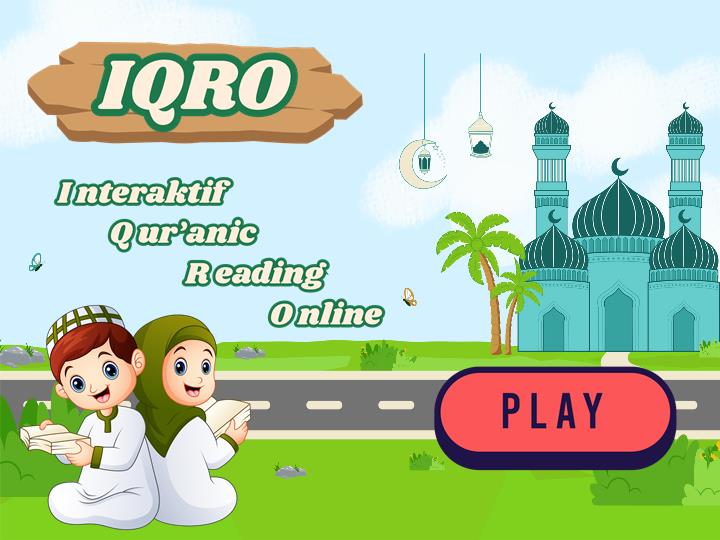 IQRO
Interaktif
Qur'anic
Reading
Online
PLAY